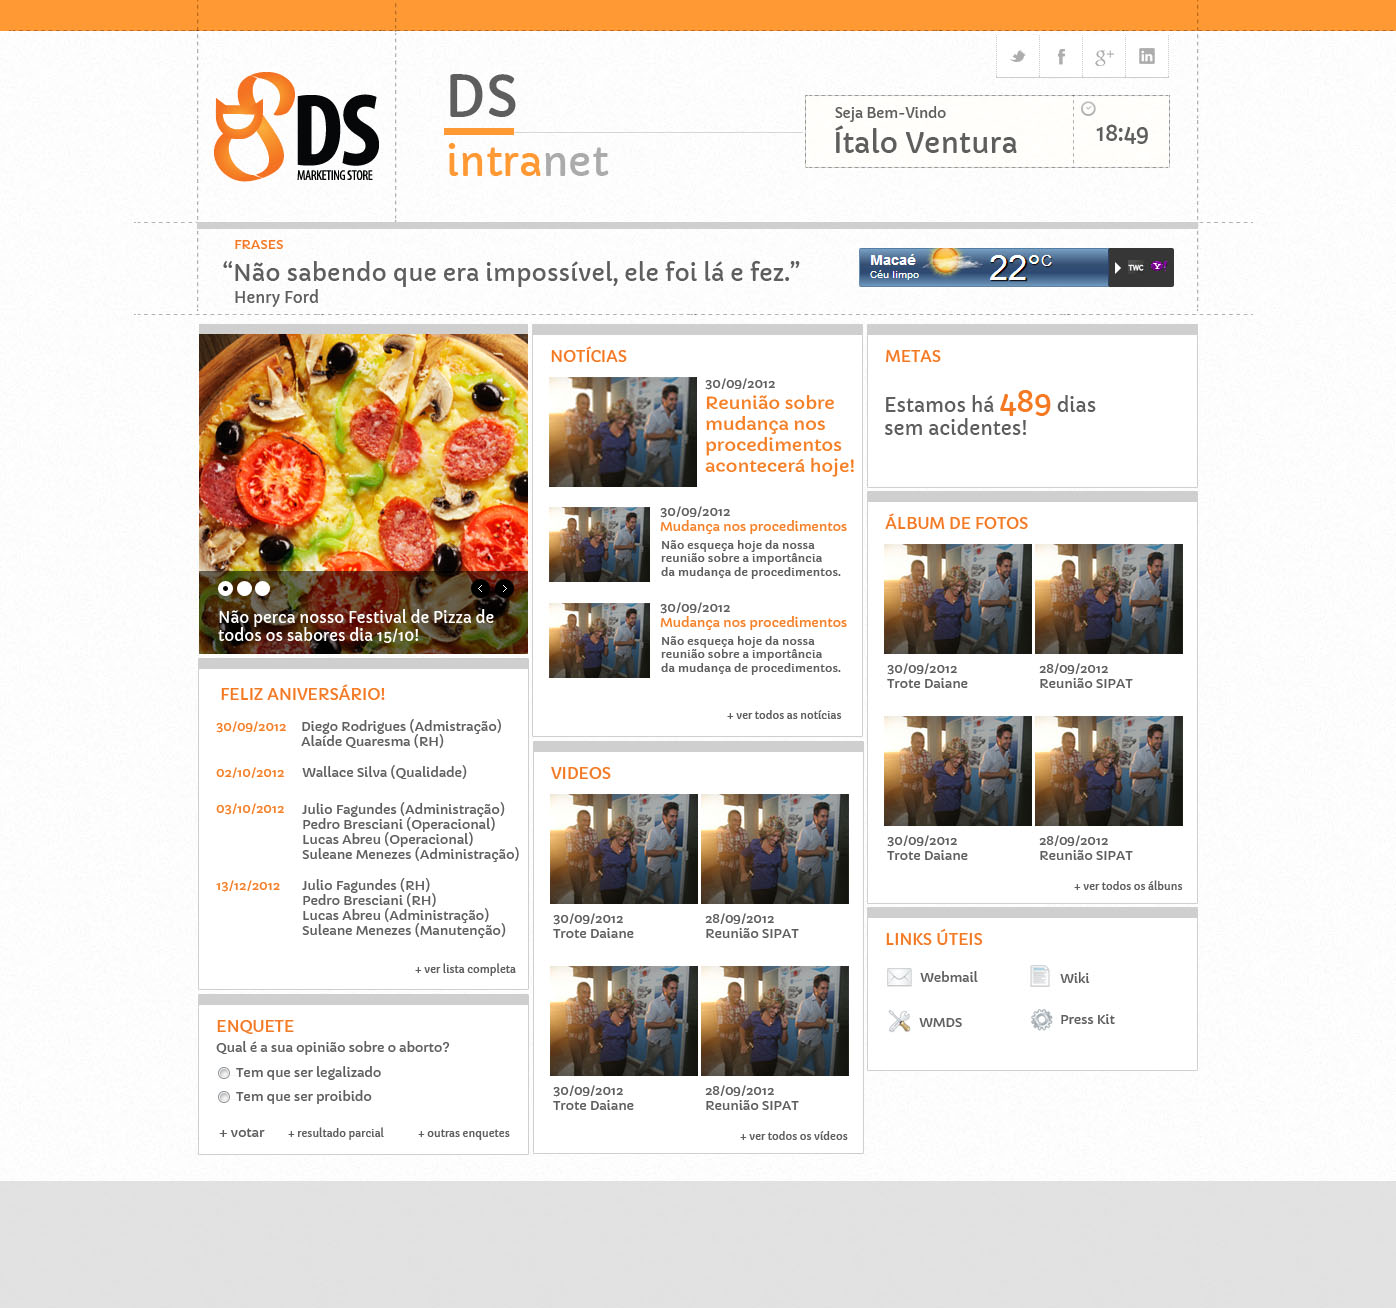 DS
MARKETING STORE
DS
intranet
Seja Bem-Vindo
Ítalo Ventura
18:49
FRASES
“Não sabendo que era impossível, ele foi lá e fez.”
Henry Ford
Macaé
Céu limpo
22°C
TWC
Y!
Não perca nosso Festival de Pizza de
todos os sabores dia 15/10!
FELIZ ANIVERSÁRIO!
30/09/2012 Diego Rodrigues (Admistração)
Alaíde Quaresma (RH)
02/10/2012 Wallace Silva (Qualidade)
03/10/2012 Julio Fagundes (Administração)
Pedro Bresciani (Operacional)
Lucas Abreu (Operacional)
Suleane Menezes (Administração)
13/12/2012 Julio Fagundes (RH)
Pedro Bresciani (RH)
Lucas Abreu (Administração)
Suleane Menezes (Manutenção)
+ ver lista completa
ENQUETE
Qual é a sua opinião sobre o aborto?
Tem que ser legalizado
Tem que ser proibido
+ votar + resultado parcial + outras enquetes
NOTÍCIAS
30/09/2012
Reunião sobre
mudança nos
procedimentos
acontecerá hoje!
30/09/2012
Mudança nos procedimentos
Não esqueça hoje da nossa
reunião sobre a importância
da mudança de procedimentos.
30/09/2012
Mudança nos procedimentos
Não esqueça hoje da nossa
reunião sobre a importância
da mudança de procedimentos.
+ ver todos as notícias
VIDEOS
30/09/2012 28/09/2012
Trote Daiane Reunião SIPAT
30/09/2012 28/09/2012
Trote Daiane Reunião SIPAT
+ ver todos os vídeos
METAS
Estamos há 489 dias
sem acidentes!
ÁLBUM DE FOTOS
30/09/2012 28/09/2012
Trote Daiane Reunião SIPAT
30/09/2012 28/09/2012
Trote Daiane Reunião SIPAT
+ ver todos os álbuns
LINKS ÚTEIS
Webmail Wiki
WMDS Press Kit